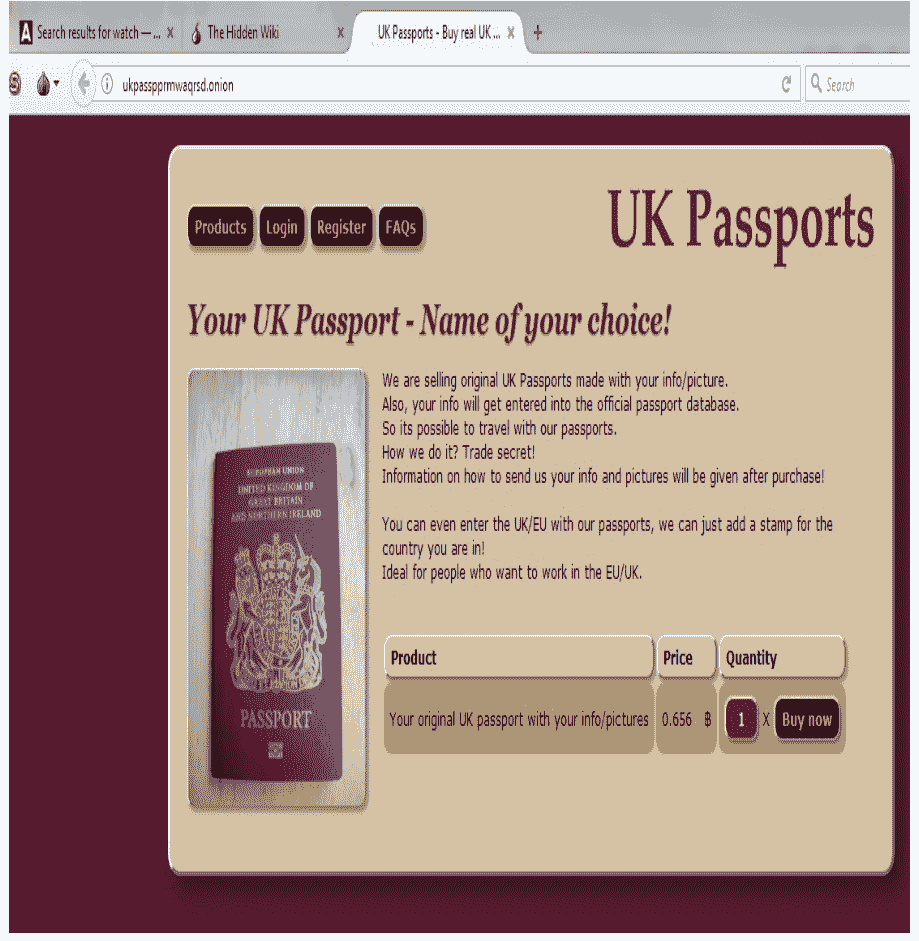 Search results for watch — ...
The Hidden Wiki
UK Passports - Buy real UK ...
ukpasspprmwaqrsd.onion
Search
Products
Login
Register
FAQs
UK Passports
Your UK Passport - Name of your choice!
We are selling original UK Passports made with your info/picture.
Also, your info will get entered into the official passport database.
So its possible to travel with our passports.
How we do it? Trade secret!
Information on how to send us your info and pictures will be given after purchase!
You can even enter the UK/EU with our passports, we can just add a stamp for the
country you are in!
Ideal for people who want to work in the EU/UK.
EUROPEAN UNION
UNITED KINGDOM OF
GREAT BRITAIN
AND NORTHERN IRELAND
PASSPORT
Product
Price
Quantity
Your original UK passport with your info/pictures
0.656 ฿
1
X
Buy now